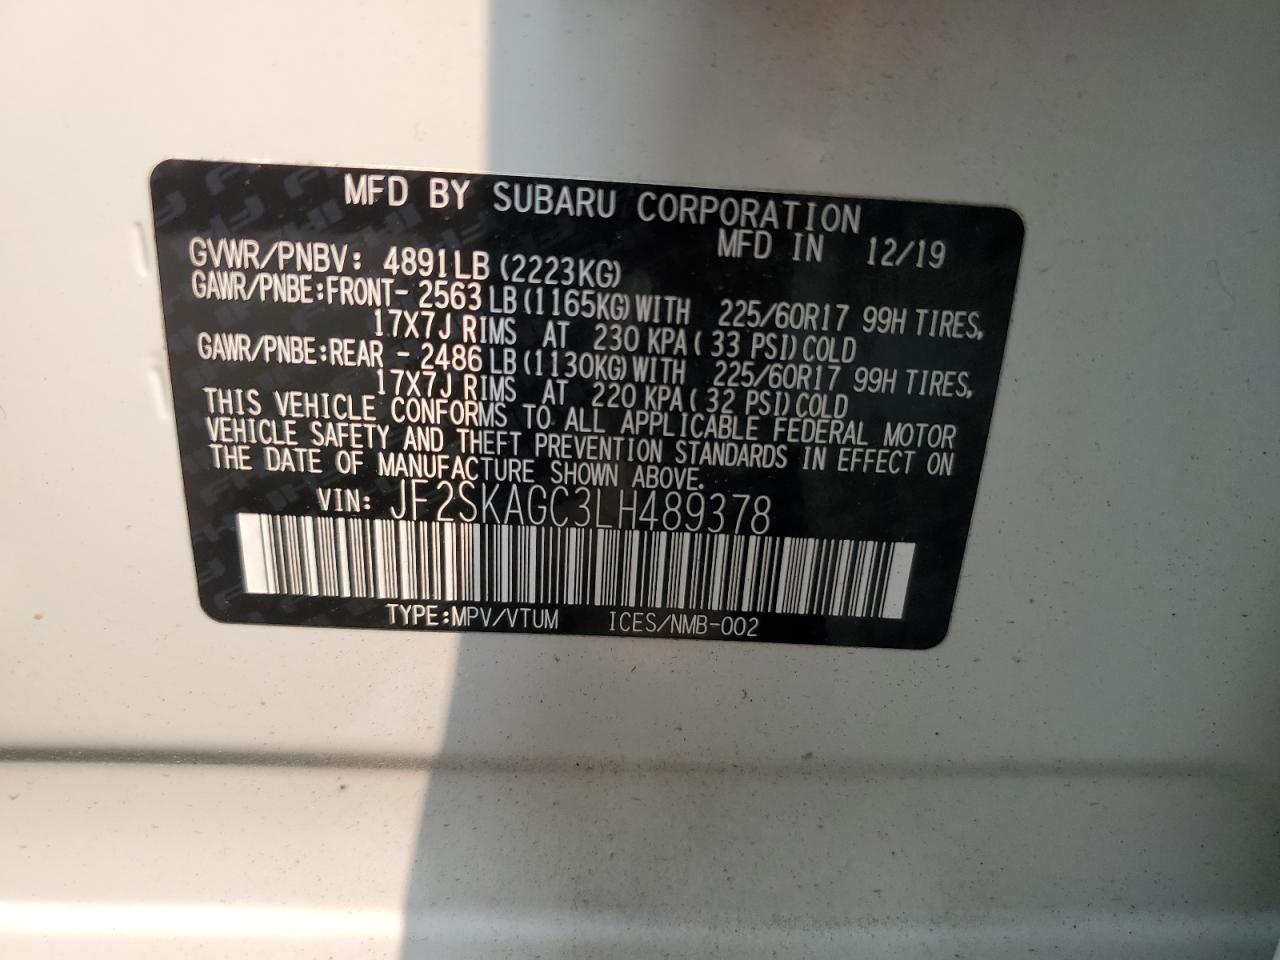 MFD BY SUBARU CORPORATION
MFD IN 12/19
GVWR/PNBV: 4891LB (2223KG)
GAWR/PNBE:FRONT- 2563 LB (1165KG) WITH 225/60R17 99H TIRES,
17X7J RIMS AT 230 KPA ( 33 PSI) COLD
GAWR/PNBE:REAR - 2486 LB (1130KG) WITH 225/60R17 99H TIRES,
17X7J RIMS AT 220 KPA ( 32 PSI) COLD
THIS VEHICLE CONFORMS TO ALL APPLICABLE FEDERAL MOTOR
VEHICLE SAFETY AND THEFT PREVENTION STANDARDS IN EFFECT ON
THE DATE OF MANUFACTURE SHOWN ABOVE.
VIN: JF2SKAGC3LH489378
TYPE:MPV/VTUM ICES/NMB-002